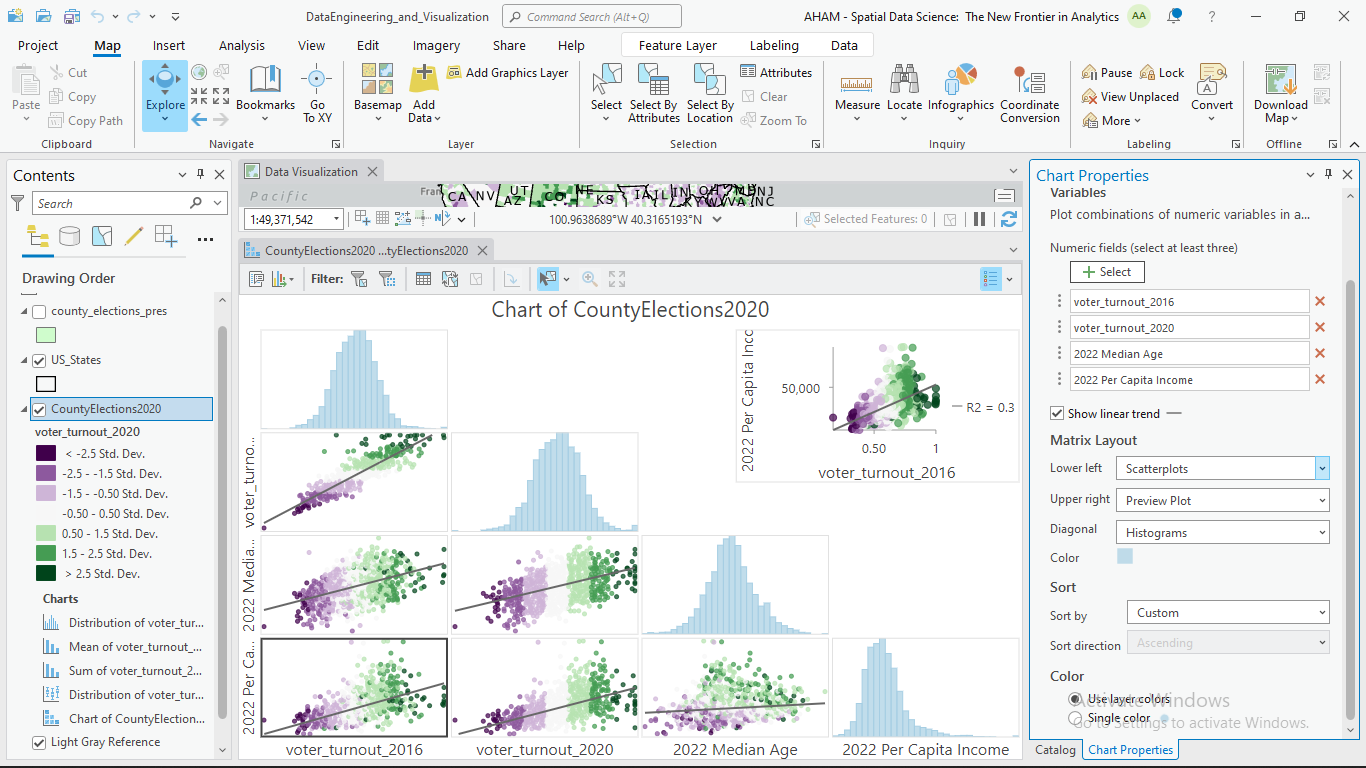 DataEngineering_and_Visualization
Command Search (Alt+Q)
AHAM - Spatial Data Science: The New Frontier in Analytics
AA
?
Project Map Insert Analysis View Edit Imagery Share Help Feature Layer Labeling Data
Paste
Cut
Copy
Copy Path
Clipboard
Explore
Bookmarks
Go
To XY
Navigate
Basemap
Add
Data
Add Graphics Layer
Layer
Select
Select By
Attributes
Select By
Location
Attributes
Clear
Zoom To
Selection
Measure
Locate
Infographics
Coordinate
Conversion
Inquiry
Pause
Lock
View Unplaced
More
Convert
Labeling
Download
Map
Offline
Contents
Search
Drawing Order
county_elections_pres
US_States
CountyElections2020
voter_turnout_2020
< -2.5 Std. Dev.
-2.5 - -1.5 Std. Dev.
-1.5 - -0.50 Std. Dev.
-0.50 - 0.50 Std. Dev.
0.50 - 1.5 Std. Dev.
1.5 - 2.5 Std. Dev.
> 2.5 Std. Dev.
Charts
Distribution of voter_tur...
Mean of voter_turnout_...
Sum of voter_turnout_2...
Distribution of voter_tur...
Chart of CountyElection...
Light Gray Reference
Data Visualization
Pacific
Fran
CA NV UT
AZ CO NE
KS IA IL IN
NJ
NC
1:49,371,542
100.9638689°W 40.3165193°N
Selected Features: 0
CountyElections2020 ...tyElections2020
Filter:
Chart of CountyElections2020
2022 Per Capita Incc
50,000
R2 = 0.3
0.50 1
voter_turnout_2016
voter_turno...
2022 Media...
2022 Per Ca...
voter_turnout_2016 voter_turnout_2020 2022 Median Age 2022 Per Capita Income
Chart Properties
Variables
Plot combinations of numeric variables in a...
Numeric fields (select at least three)
Select
voter_turnout_2016
voter_turnout_2020
2022 Median Age
2022 Per Capita Income
Show linear trend
Matrix Layout
Lower left Scatterplots
Upper right Preview Plot
Diagonal Histograms
Color
Sort
Sort by Custom
Sort direction Ascending
Color
Use layer colors
Single color
Activate Windows
Go to Settings to activate Windows.
Catalog Chart Properties